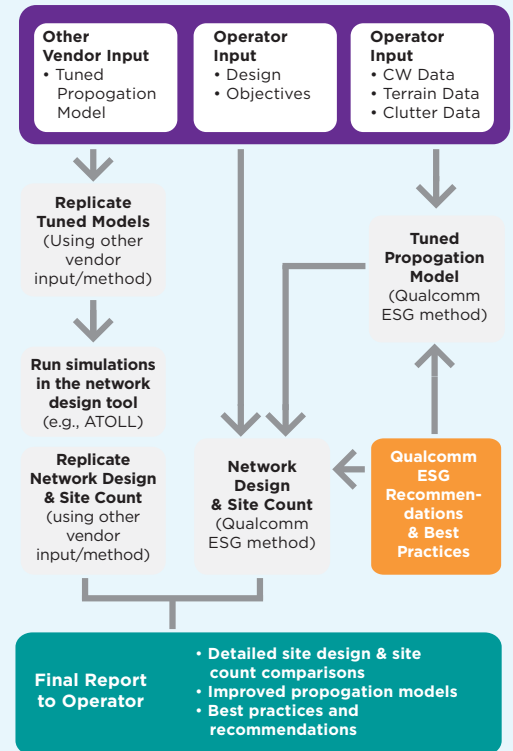 Other
Vendor Input
• Tuned
Propogation
Model
Operator
Input
• Design
• Objectives
Operator
Input
• CW Data
• Terrain Data
• Clutter Data
Replicate
Tuned Models
(Using other
vendor
input/method)
Tuned
Propogation
Model
(Qualcomm
ESG method)
Run simulations
in the network
design tool
(e.g., ATOLL)
Replicate
Network Design
& Site Count
(using other
vendor
input/method)
Network
Design
& Site Count
(Qualcomm
ESG method)
Qualcomm
ESG
Recommen-
dations
& Best
Practices
Final Report
to Operator
• Detailed site design & site
count comparisons
• Improved propogation models
• Best practices and
recommendations